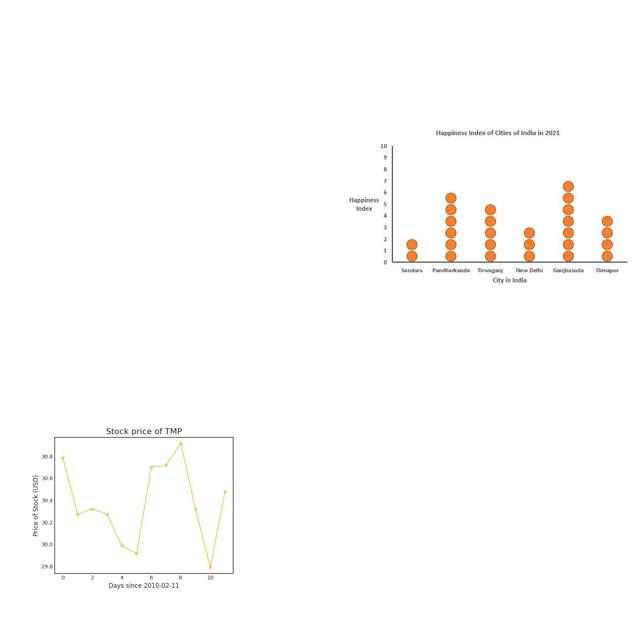 Happiness Index of Cities of India in 2021
10
9
8
7
6
5
4
3
2
1
0
Happiness
Index
Sanduru Pandharkaoda Tirwaganj New Delhi Ganjbasoda Dimapur
City in India
Stock price of TMP
30.8
30.6
30.4
30.2
30.0
29.8
Price of Stock (USD)
0 2 4 6 8 10
Days since 2010-02-11